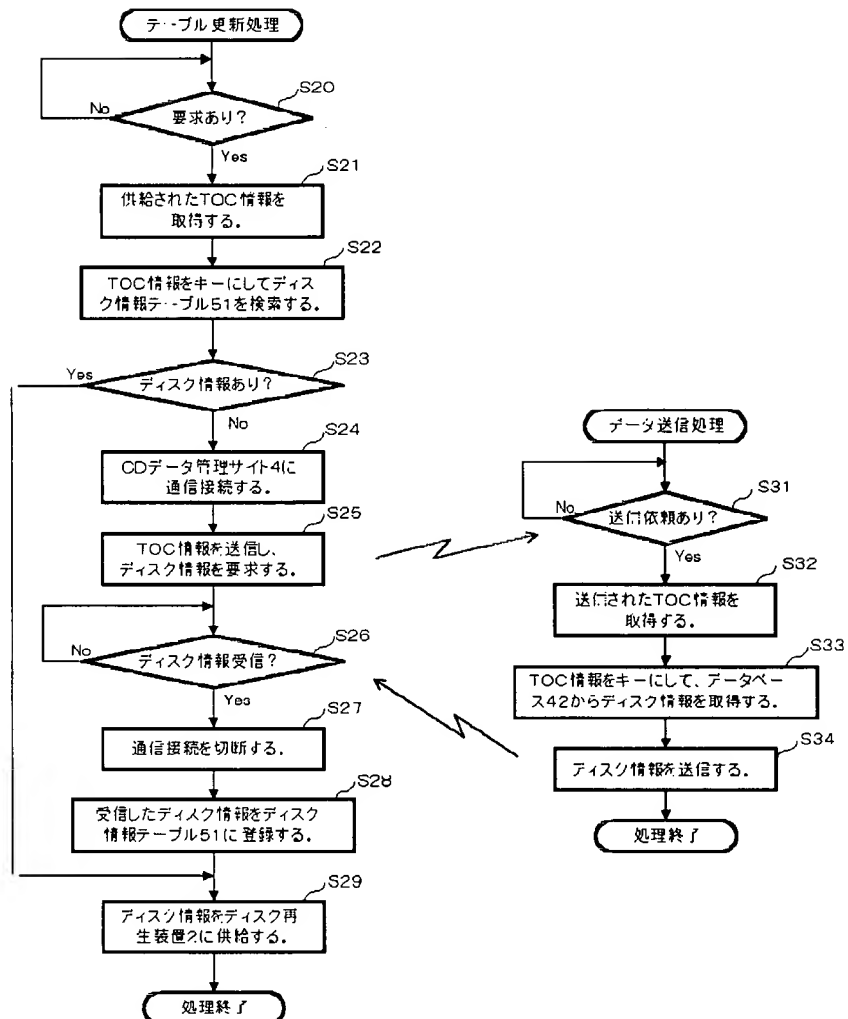 テーブル更新処理
S20
要求あり?
No
Yes
S21
供給されたTOC情報を
取得する.
S22
TOC情報をキーにしてディス
ク情報テーブル51を検索する.
S23
ディスク情報あり?
Yes
No
S24
CDデータ管理サイト4に
通信接続する.
S25
TOC情報を送信し、
ディスク情報を要求する.
S26
ディスク情報受信?
No
Yes
S27
通信接続を切断する.
S28
受信したディスク情報をディスク
情報テーブル51に登録する.
S29
ディスク情報をディスク再
生装置2に供給する.
処理終了
データ送信処理
S31
送信依頼あり?
No
Yes
S32
送信されたTOC情報を
取得する.
S33
TOC情報をキーにして、データベー
ス42からディスク情報を取得する.
S34
ディスク情報を送信する.
処理終了